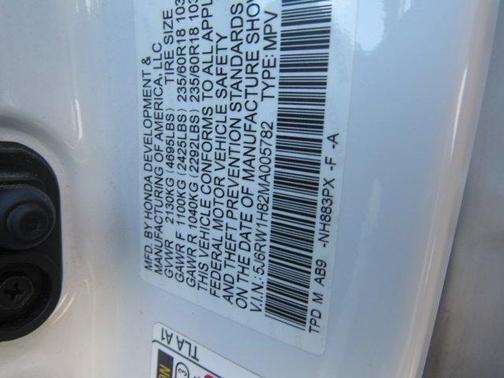 MFD. BY HONDA DEVELOPMENT &
MANUFACTURING OF AMERICA, LLC
GVWR 2130KG (4695LBS) TIRE SIZE
GAWR F 1100KG (2425LBS) 235/60R18 103
GAWR R 1040KG (2292LBS) 235/60R18 103
THIS VEHICLE CONFORMS TO ALL APPL
FEDERAL MOTOR VEHICLE SAFETY
AND THEFT PREVENTION STANDARDS
ON THE DATE OF MANUFACTURE SHOW
V.I.N.: 5J6RW1H82MA005782 TYPE: MPV
TPD M AB9 -NH883PX -F -A
TLA A1